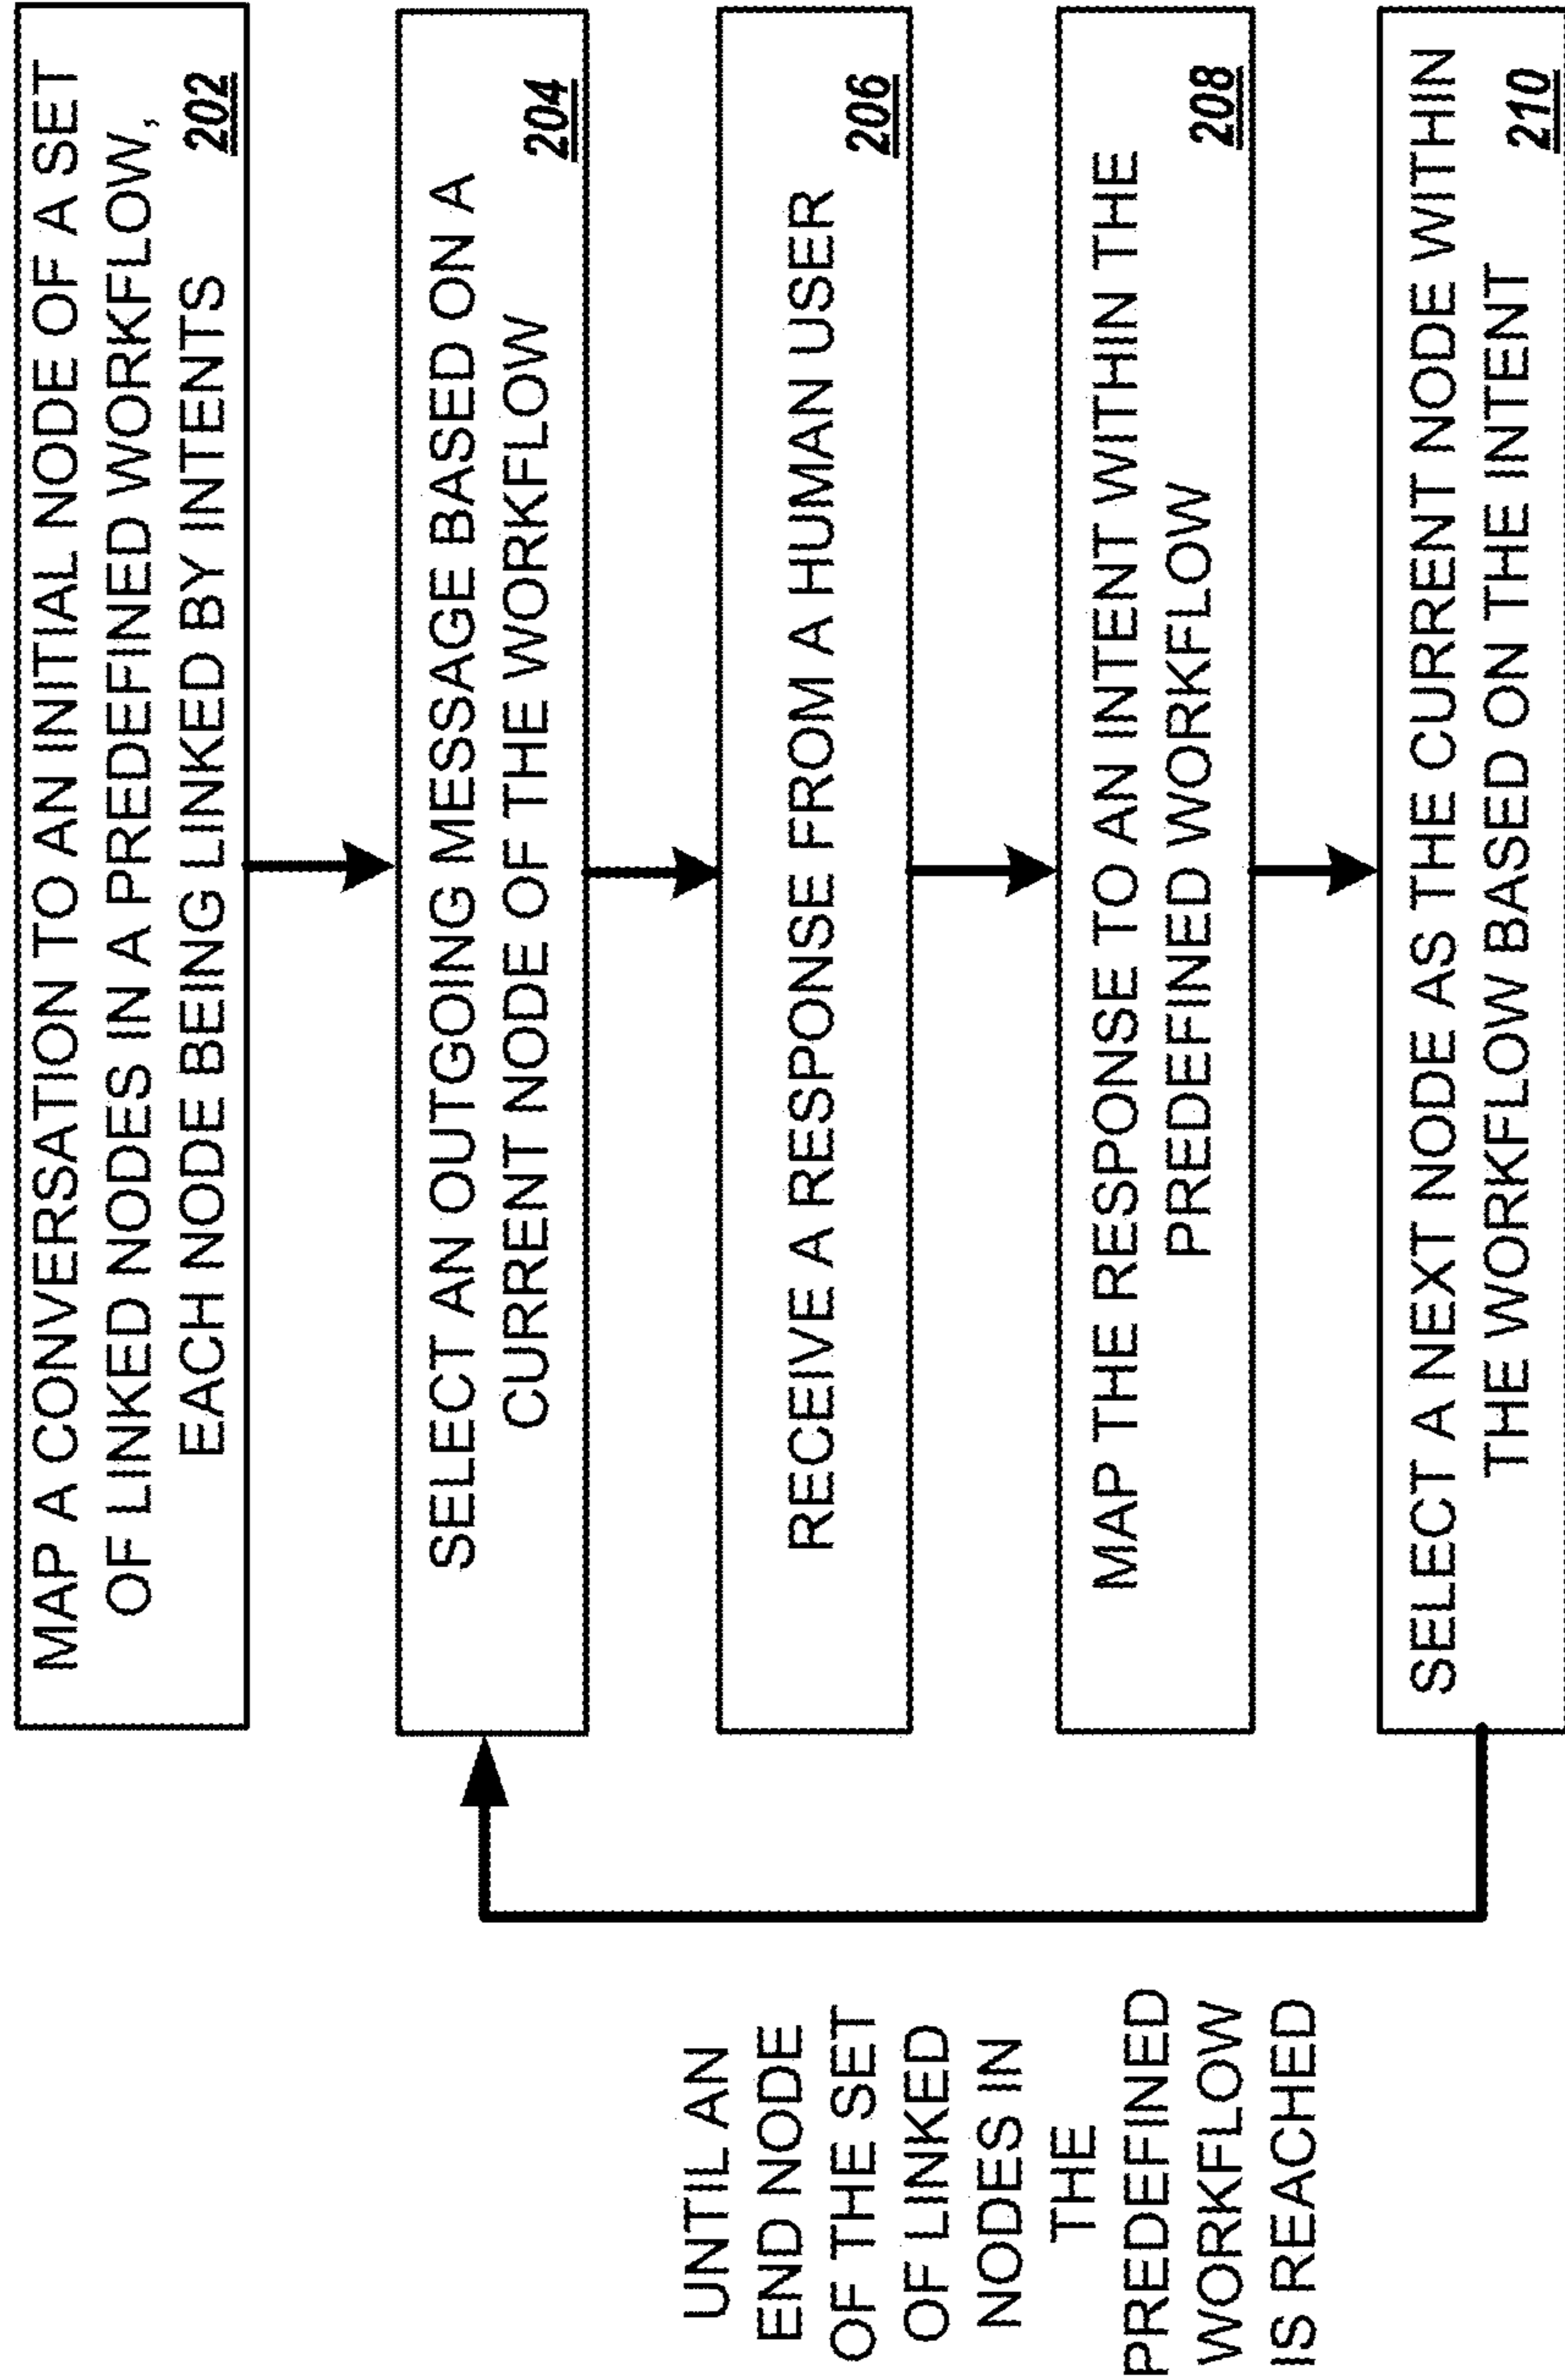 MAP A CONVERSATION TO AN INITIAL NODE OF A SET
OF LINKED NODES IN A PREDEFINED WORKFLOW,
EACH NODE BEING LINKED BY INTENTS
202
SELECT AN OUTGOING MESSAGE BASED ON A
CURRENT NODE OF THE WORKFLOW
204
RECEIVE A RESPONSE FROM A HUMAN USER
206
MAP THE RESPONSE TO AN INTENT WITHIN THE
PREDEFINED WORKFLOW
208
SELECT A NEXT NODE AS THE CURRENT NODE WITHIN
THE WORKFLOW BASED ON THE INTENT
210
UNTIL AN
END NODE
OF THE SET
OF LINKED
NODES IN
THE
PREDEFINED
WORKFLOW
IS REACHED